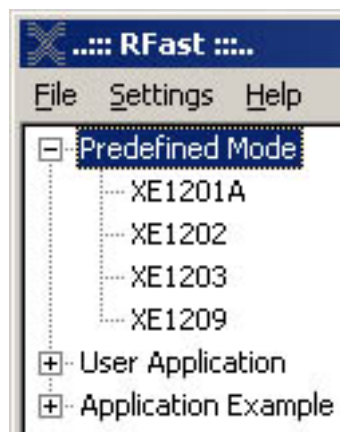 ..::: RFast :::..
File Settings Help
Predefined Mode
XE1201A
XE1202
XE1203
XE1209
User Application
Application Example